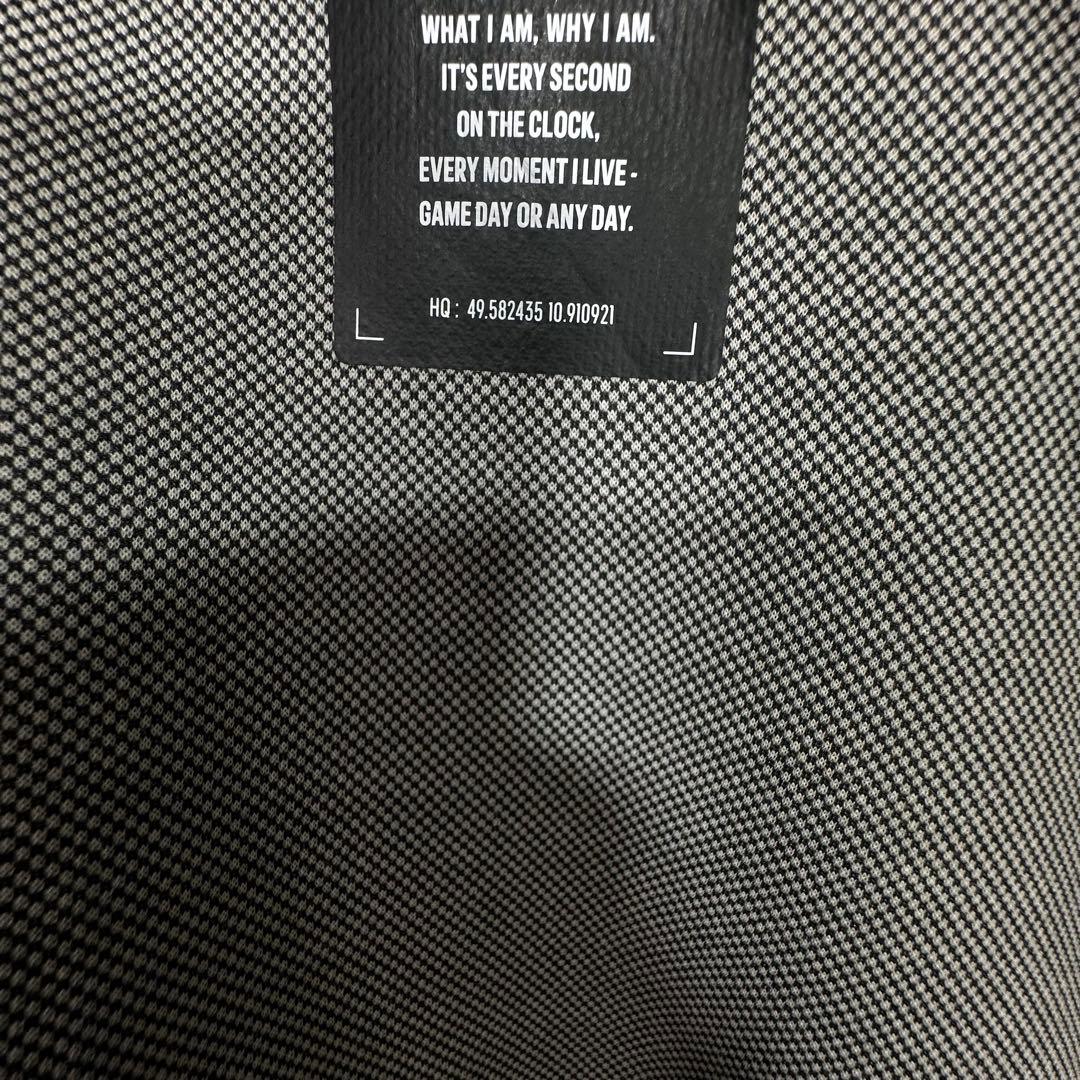 WHAT I AM, WHY I AM.
IT'S EVERY SECOND
ON THE CLOCK,
EVERY MOMENT I LIVE -
GAME DAY OR ANY DAY.
HQ : 49.582435 10.910921